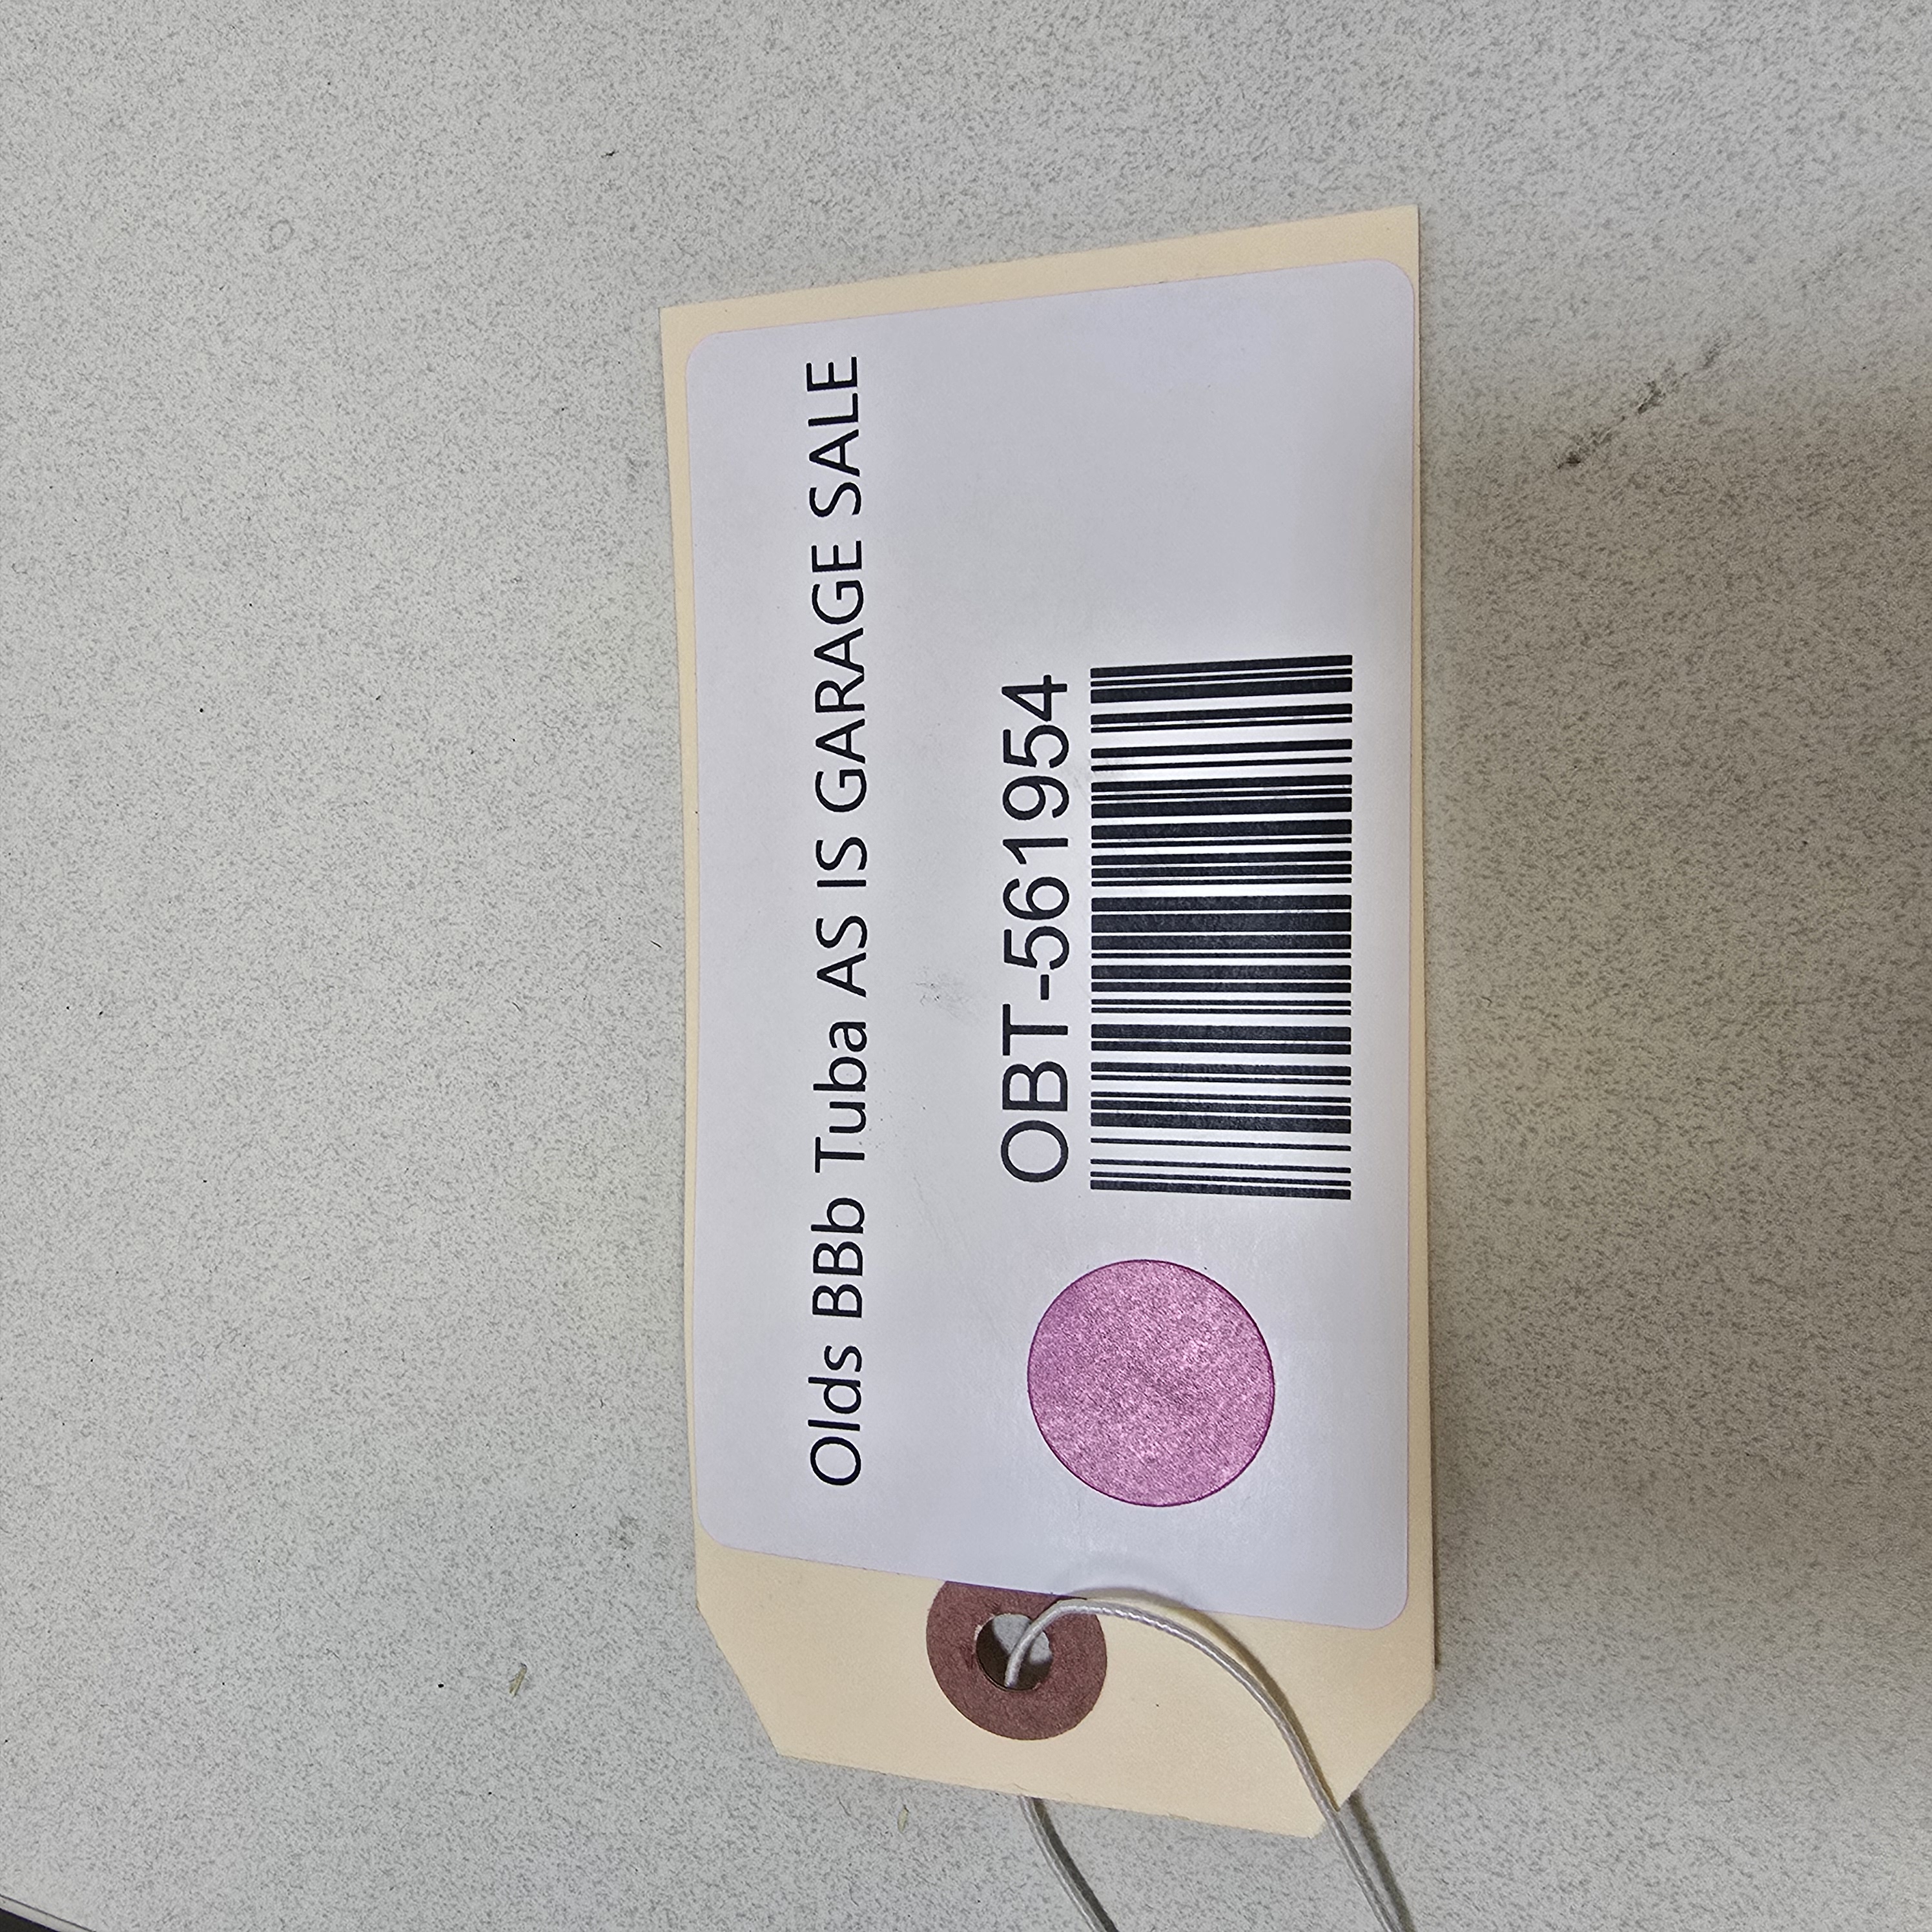 Olds BBb Tuba AS IS GARAGE SALE
OBT-561954